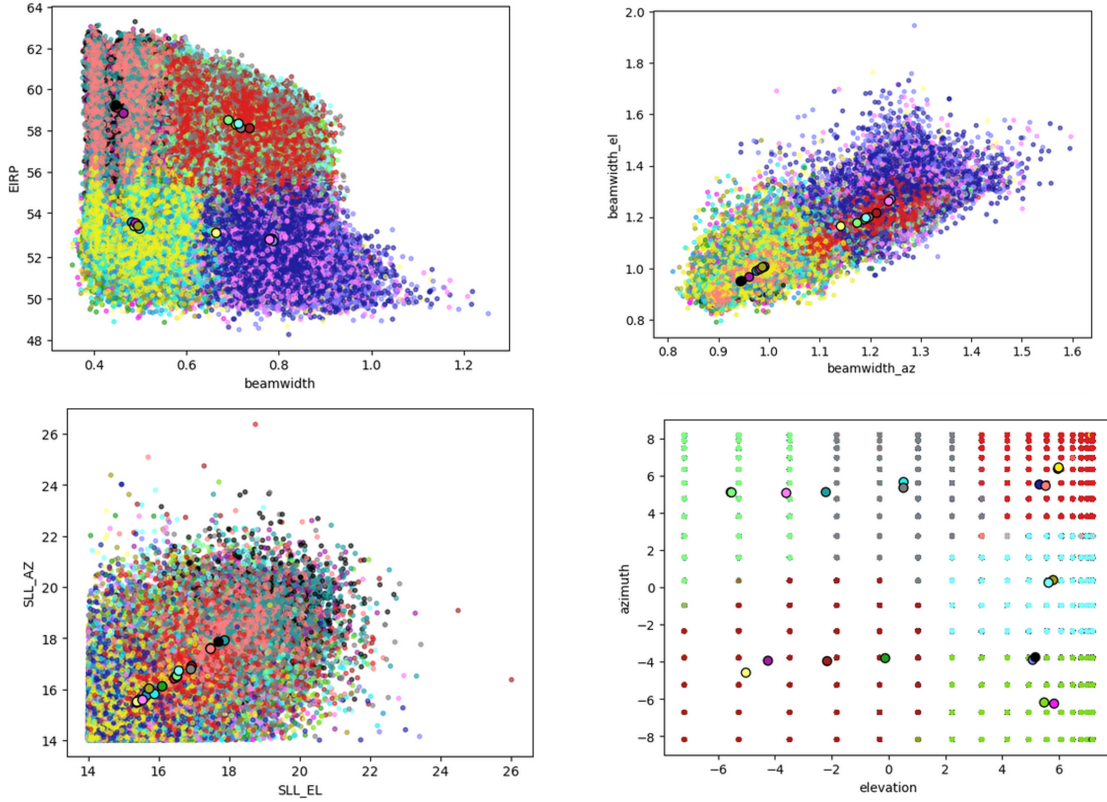 64
62
60
58
56
54
52
50
48
EIRP
0.4 0.6 0.8 1.0 1.2
beamwidth
2.0
1.8
1.6
1.4
1.2
1.0
0.8
beamwidth_el
0.8 0.9 1.0 1.1 1.2 1.3 1.4 1.5 1.6
beamwidth_az
26
24
22
20
18
16
14
SLL_AZ
14 16 18 20 22 24 26
SLL_EL
8
6
4
2
0
−2
−4
−6
−8
azimuth
−6 −4 −2 0 2 4 6
elevation